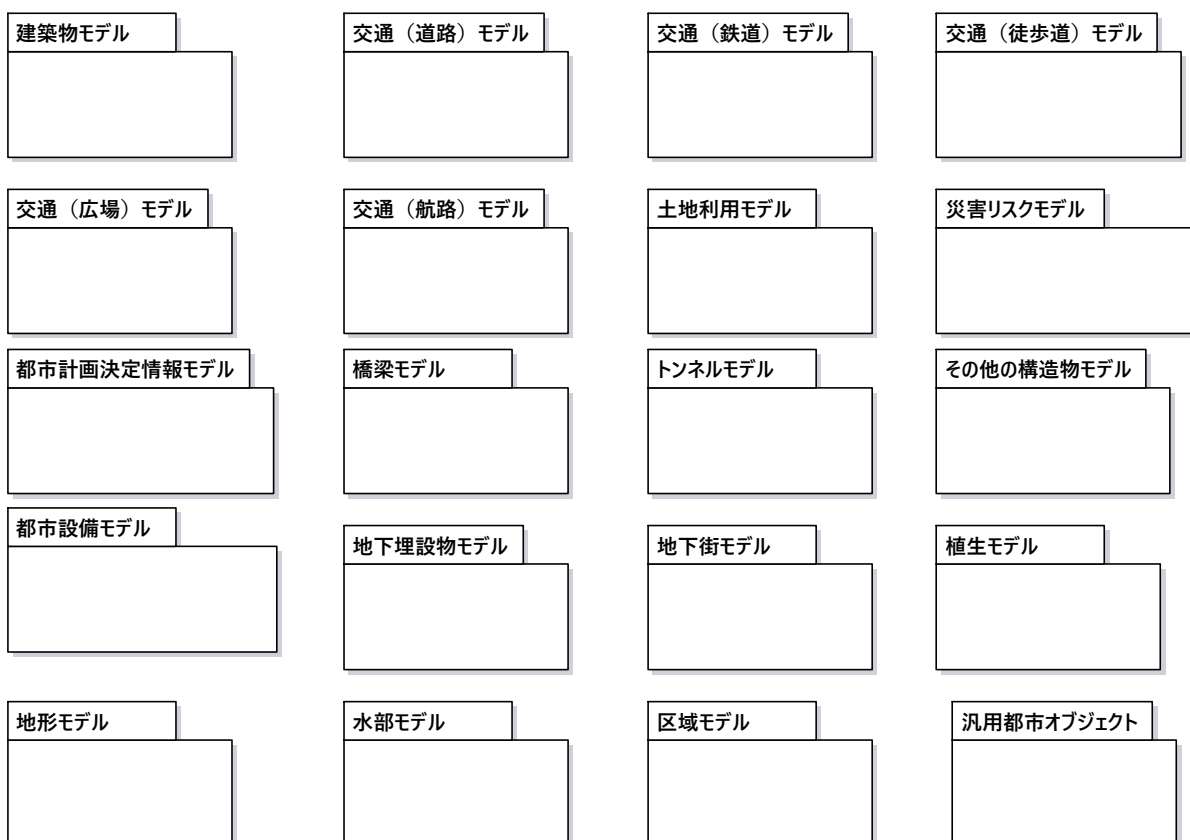 建築物モデル
交通（道路）モデル
交通（鉄道）モデル
交通（徒歩道）モデル
交通（広場）モデル
交通（航路）モデル
土地利用モデル
災害リスクモデル
都市計画決定情報モデル
橋梁モデル
トンネルモデル
その他の構造物モデル
都市設備モデル
地下埋設物モデル
地下街モデル
植生モデル
地形モデル
水部モデル
区域モデル
汎用都市オブジェクト